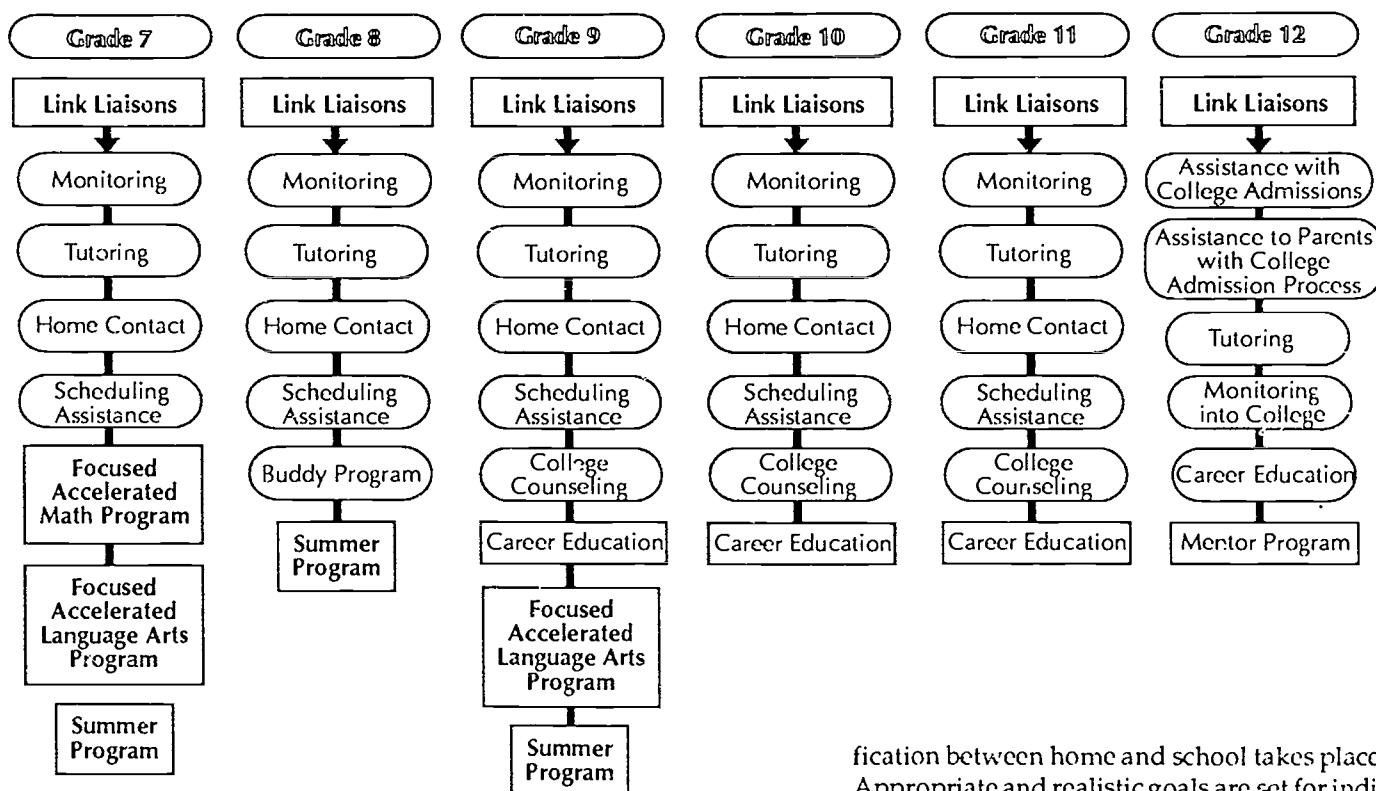 Grade 7
Link Liaisons
Monitoring
Tutoring
Home Contact
Scheduling
Assistance
Focused
Accelerated
Math Program
Focused
Accelerated
Language Arts
Program
Summer
Program
Grade 8
Link Liaisons
Monitoring
Tutoring
Home Contact
Scheduling
Assistance
Buddy Program
Summer
Program
Grade 9
Link Liaisons
Monitoring
Tutoring
Home Contact
Scheduling
Assistance
College
Counseling
Career Education
Focused
Accelerated
Language Arts
Program
Summer
Program
Grade 10
Link Liaisons
Monitoring
Tutoring
Home Contact
Scheduling
Assistance
College
Counseling
Career Education
Grade 11
Link Liaisons
Monitoring
Tutoring
Home Contact
Scheduling
Assistance
College
Counseling
Career Education
Grade 12
Link Liaisons
Assistance with
College Admissions
Assistance to Parents
with College
Admission Process
Tutoring
Monitoring
into College
Career Education
Mentor Program
fication between home and school takes place
Appropriate and realistic goals are set for indi